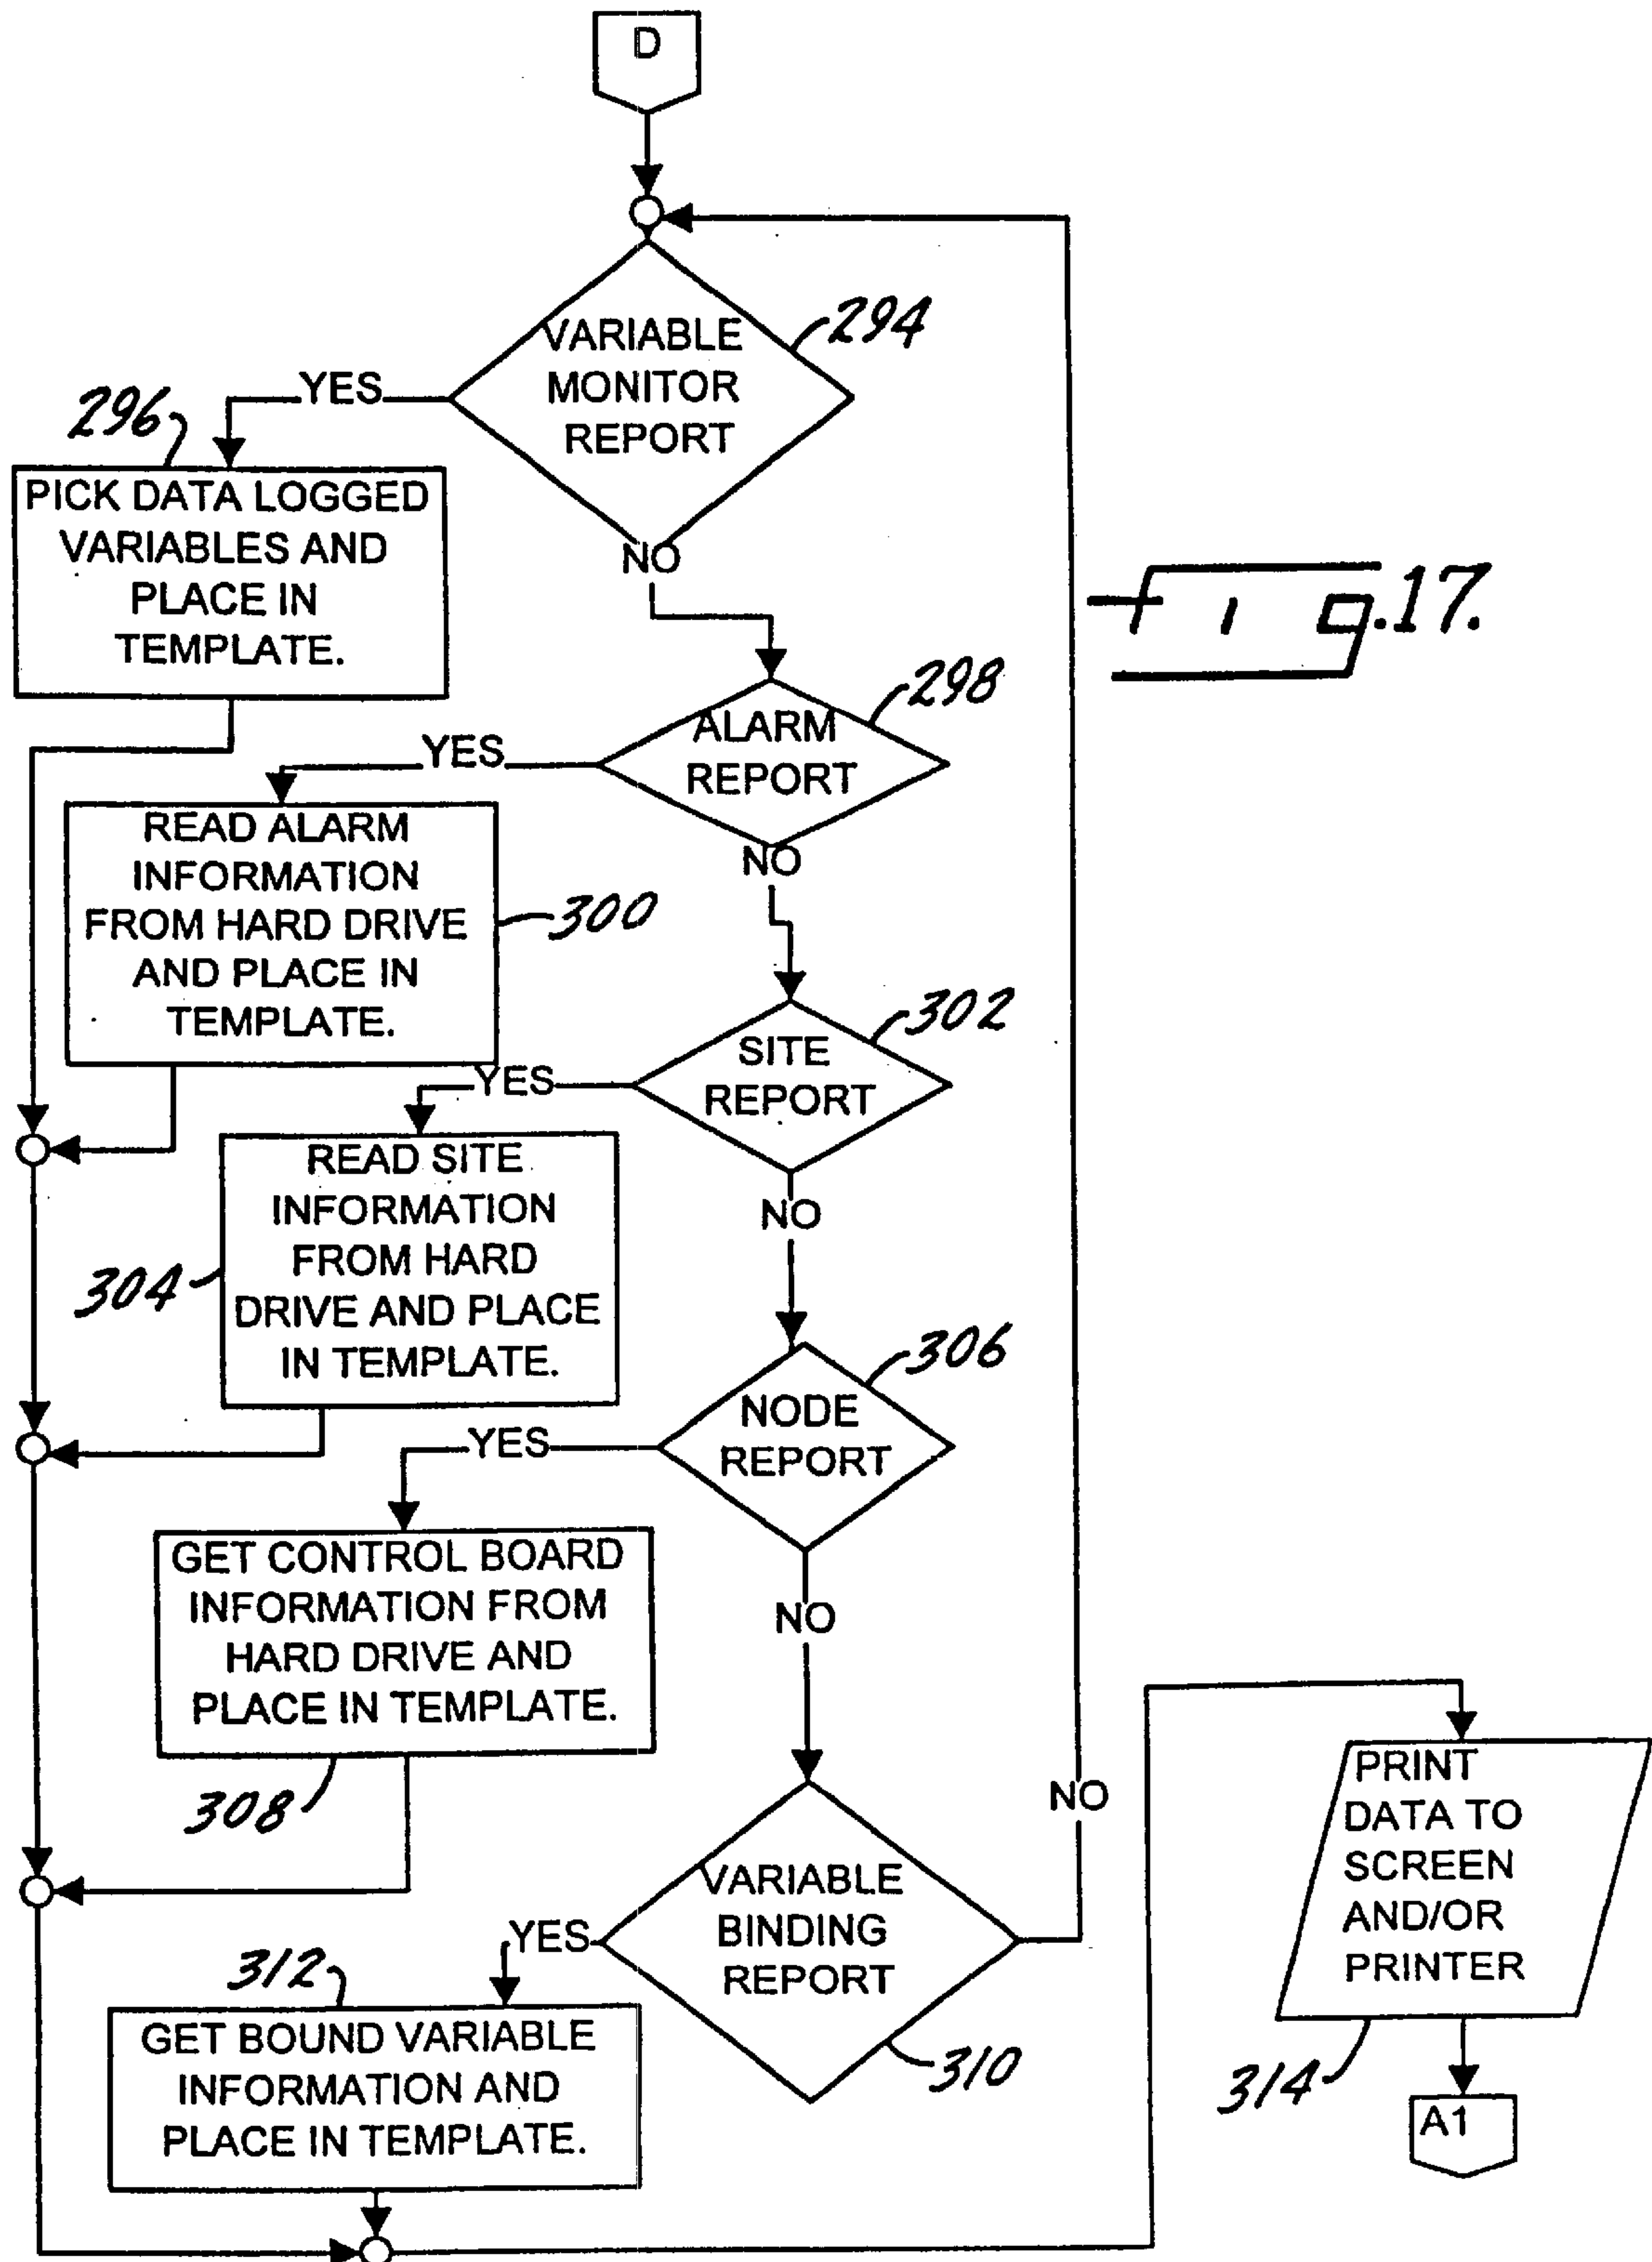 D
VARIABLE
MONITOR
REPORT
294
YES
296
PICK DATA LOGGED
VARIABLES AND
PLACE IN
TEMPLATE.
NO
Fig. 17.
298
ALARM
REPORT
YES
READ ALARM
INFORMATION
FROM HARD DRIVE
AND PLACE IN
TEMPLATE.
300
NO
302
SITE
REPORT
YES
READ SITE
INFORMATION
FROM HARD
DRIVE AND PLACE
IN TEMPLATE.
304
NO
306
NODE
REPORT
YES
GET CONTROL BOARD
INFORMATION FROM
HARD DRIVE AND
PLACE IN TEMPLATE.
308
NO
VARIABLE
BINDING
REPORT
310
NO
YES
312
GET BOUND VARIABLE
INFORMATION AND
PLACE IN TEMPLATE.
PRINT
DATA TO
SCREEN
AND/OR
PRINTER
314
A1